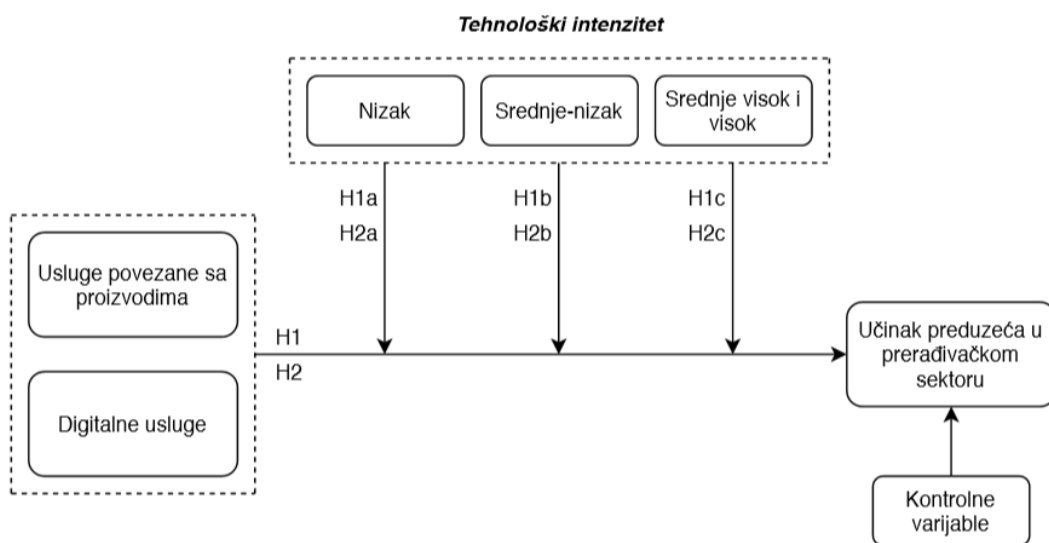 Tehnološki intenzitet
Nizak
Srednje-nizak
Srednje visok i
visok
H1a
H2a
H1b
H2b
H1c
H2c
Usluge povezane sa
proizvodima
Digitalne usluge
H1
H2
Učinak preduzeća u
prerađivačkom
sektoru
Kontrolne
varijable